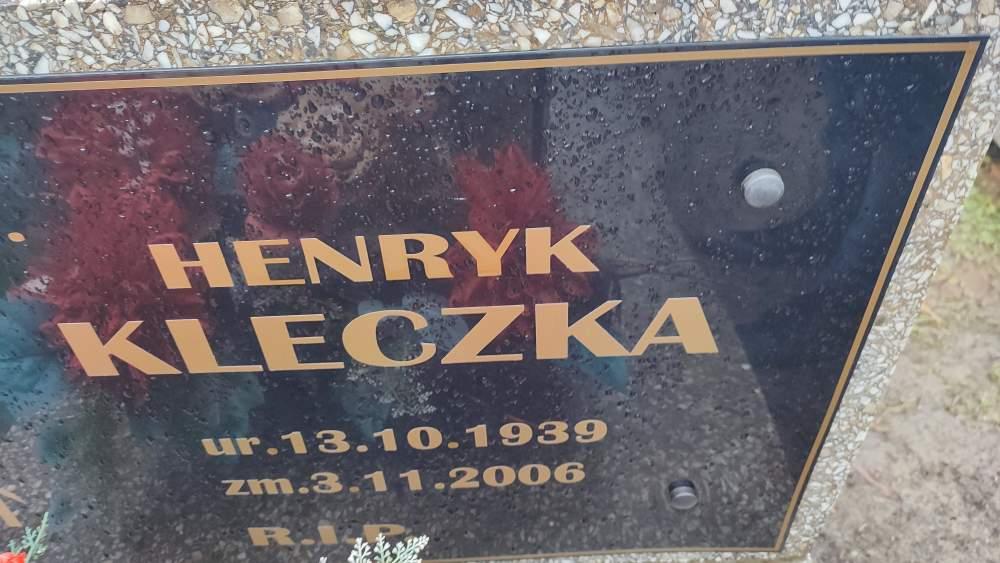 HENRYK
KLECZKA
ur.13.10.1939
zm.3.11.2006
R.I.P.